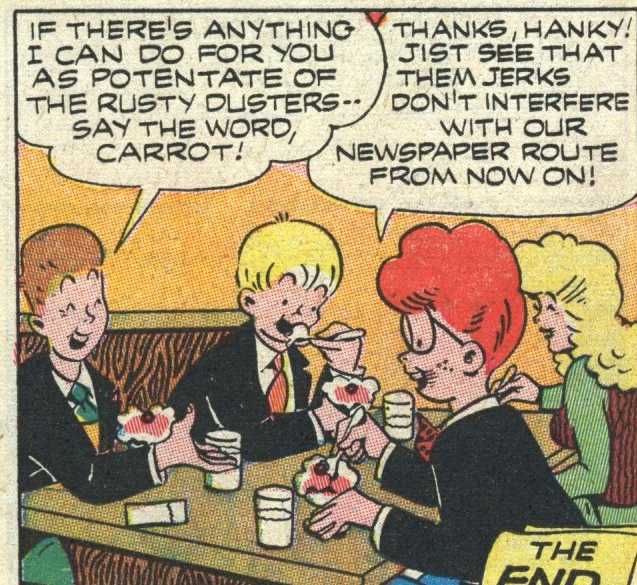 IF THERE'S ANYTHING
I CAN DO FOR YOU
AS POTENTATE OF
THE RUSTY DUSTERS--
SAY THE WORD,
CARROT!
THANKS, HANKY!
JIST SEE THAT
THEM JERKS
DON'T INTERFERE
WITH OUR
NEWSPAPER ROUTE
FROM NOW ON!
THE
END